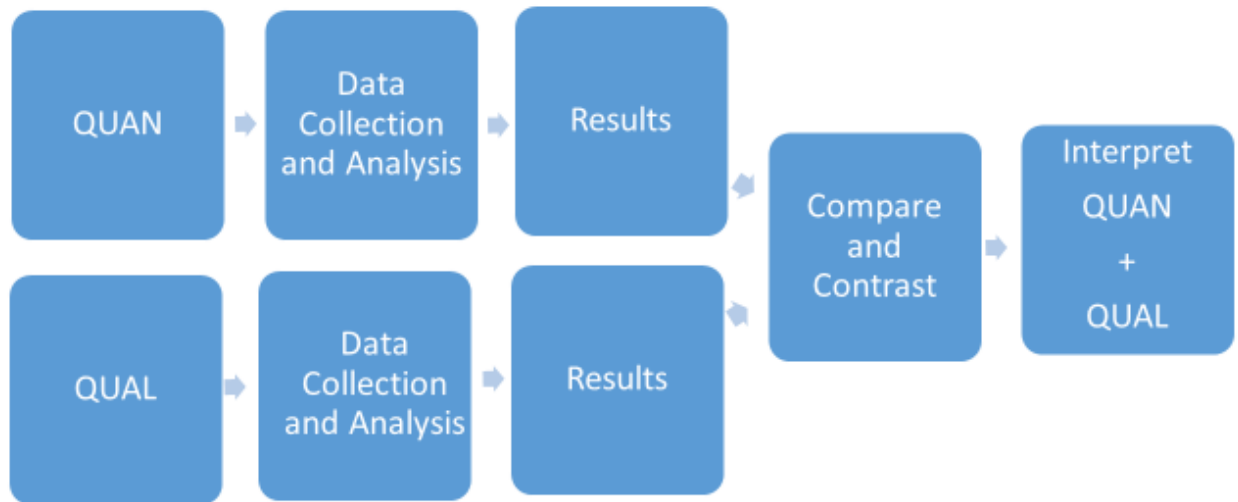 QUAN
Data
Collection
and Analysis
Results
QUAL
Data
Collection
and Analysis
Results
Compare
and
Contrast
Interpret
QUAN
+
QUAL